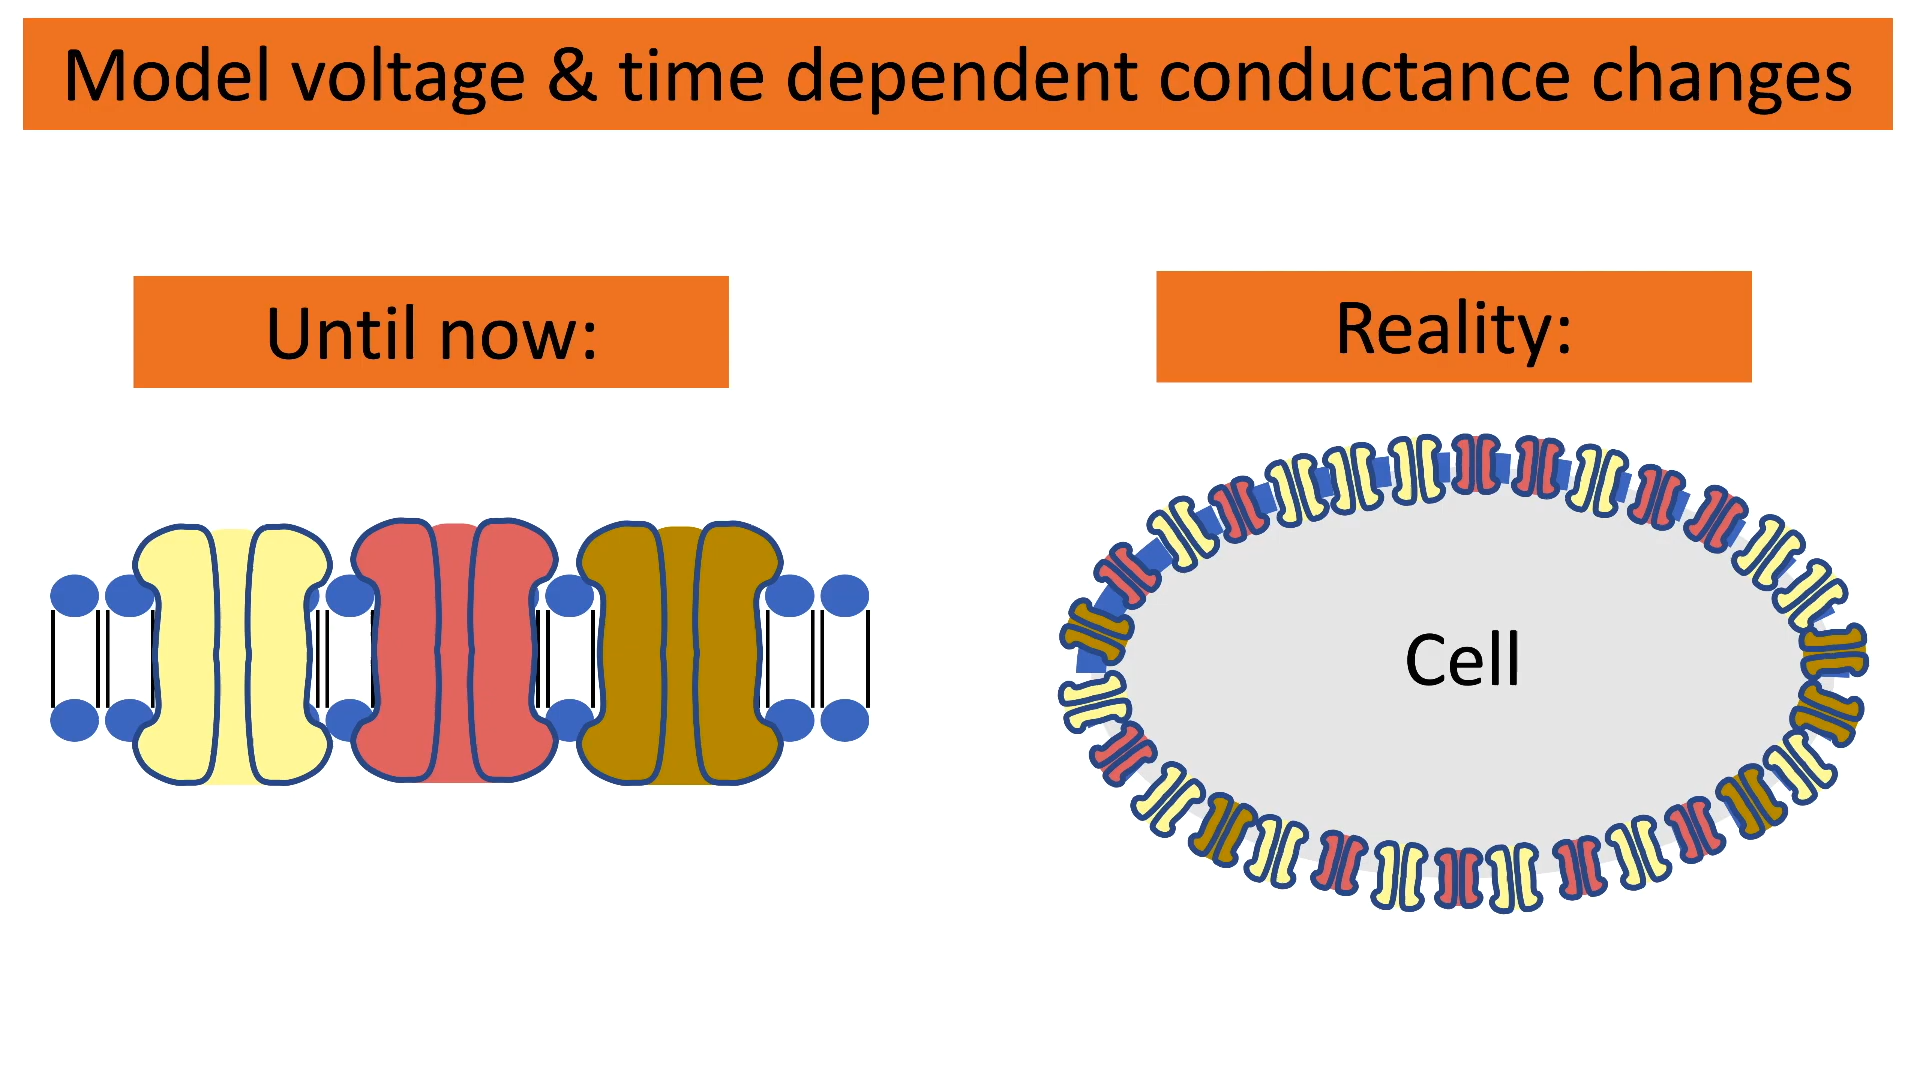 Model voltage & time dependent conductance changes
Until now:
Reality:
Cell